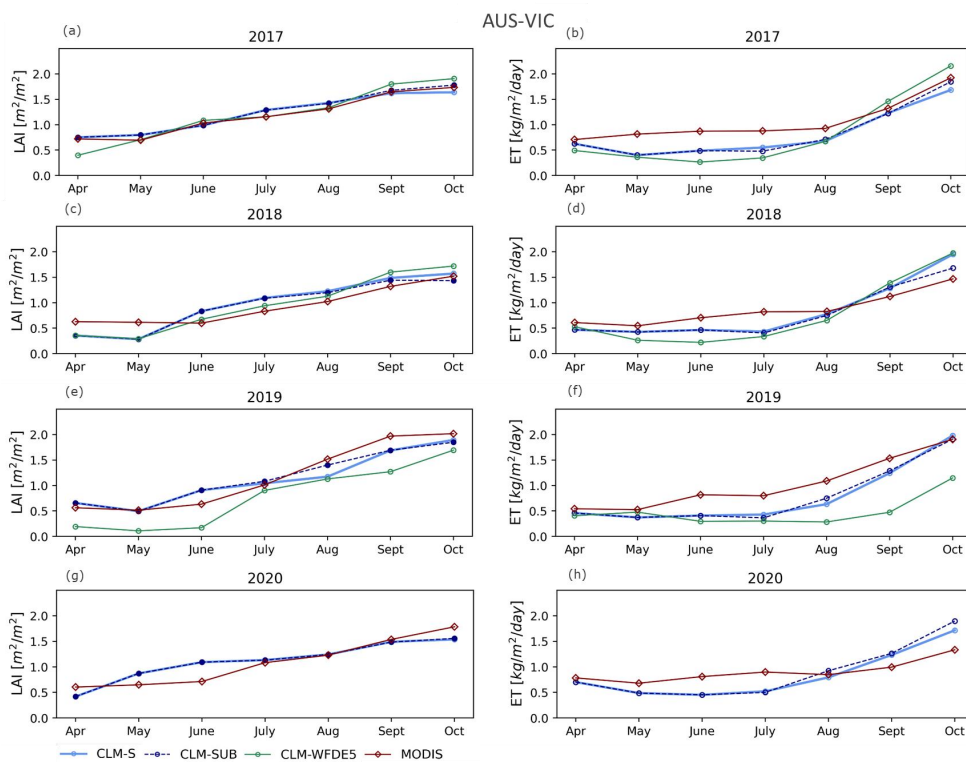 AUS-VIC
(a)
2017
LAI [m²/m²]
2.0
1.5
1.0
0.5
0.0
Apr May June July Aug Sept Oct
(b)
2017
ET [kg/m²/day]
2.0
1.5
1.0
0.5
0.0
Apr May June July Aug Sept Oct
(c)
2018
LAI [m²/m²]
2.0
1.5
1.0
0.5
0.0
Apr May June July Aug Sept Oct
(d)
2018
ET [kg/m²/day]
2.0
1.5
1.0
0.5
0.0
Apr May June July Aug Sept Oct
(e)
2019
LAI [m²/m²]
2.0
1.5
1.0
0.5
0.0
Apr May June July Aug Sept Oct
(f)
2019
ET [kg/m²/day]
2.0
1.5
1.0
0.5
0.0
Apr May June July Aug Sept Oct
(g)
2020
LAI [m²/m²]
2.0
1.5
1.0
0.5
0.0
Apr May June July Aug Sept Oct
(h)
2020
ET [kg/m²/day]
2.0
1.5
1.0
0.5
0.0
Apr May June July Aug Sept Oct
CLM-S CLM-SUB CLM-WFDE5 MODIS